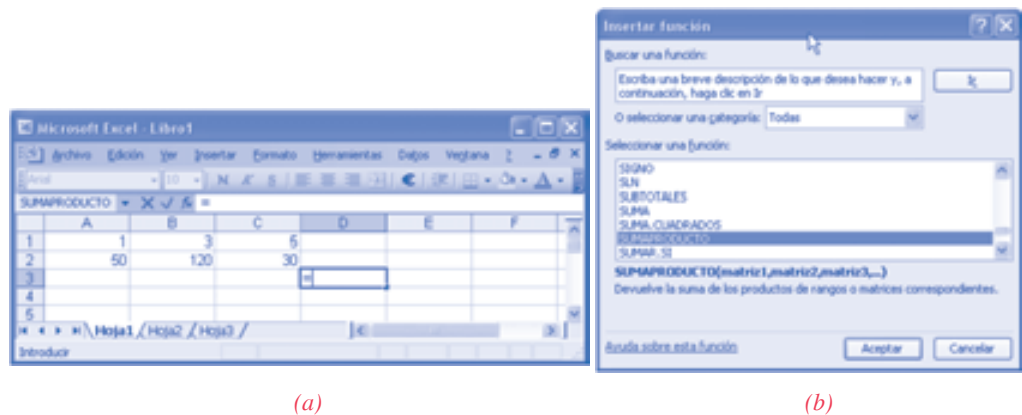 Microsoft Excel - Libro1
Archivo Edición Ver Insertar Formato Herramientas Datos Ventana ?
Arial 10 N K S
SUMAPRODUCTO =
A B C D E F
1 1 3 5
2 50 120 30
3 =
4
5
Hoja1 Hoja2 Hoja3
Introducir
(a)
Insertar función
Buscar una función:
Escriba una breve descripción de lo que desea hacer y, a
continuación, haga clic en Ir
Ir
O seleccionar una categoría: Todas
Seleccionar una función:
SIGNO
SLN
SUBTOTALES
SUMA
SUMA.CUADRADOS
SUMAPRODUCTO
SUMAR.SI
SUMAPRODUCTO(matriz1,matriz2,matriz3,...)
Devuelve la suma de los productos de rangos o matrices correspondientes.
Ayuda sobre esta función
Aceptar Cancelar
(b)